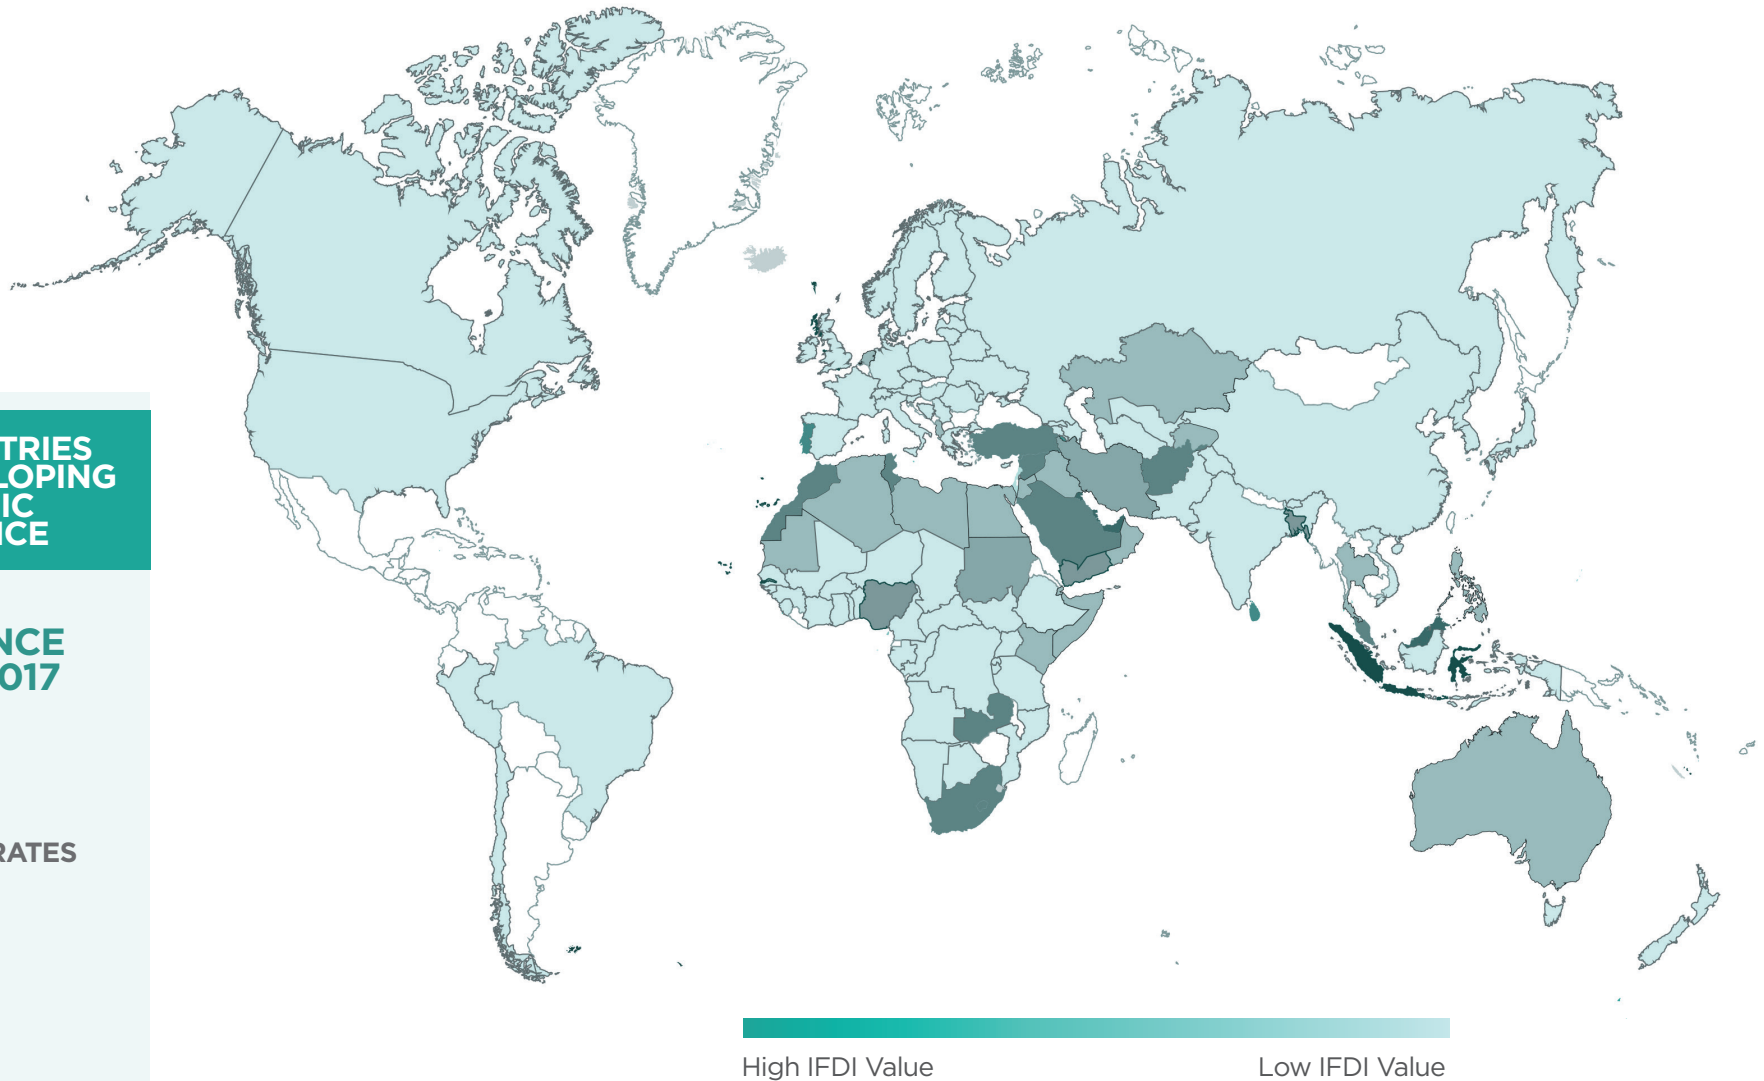 TRIES
LOPING
IC
ICE
NCE
017
RATES
High IFDI Value
Low IFDI Value